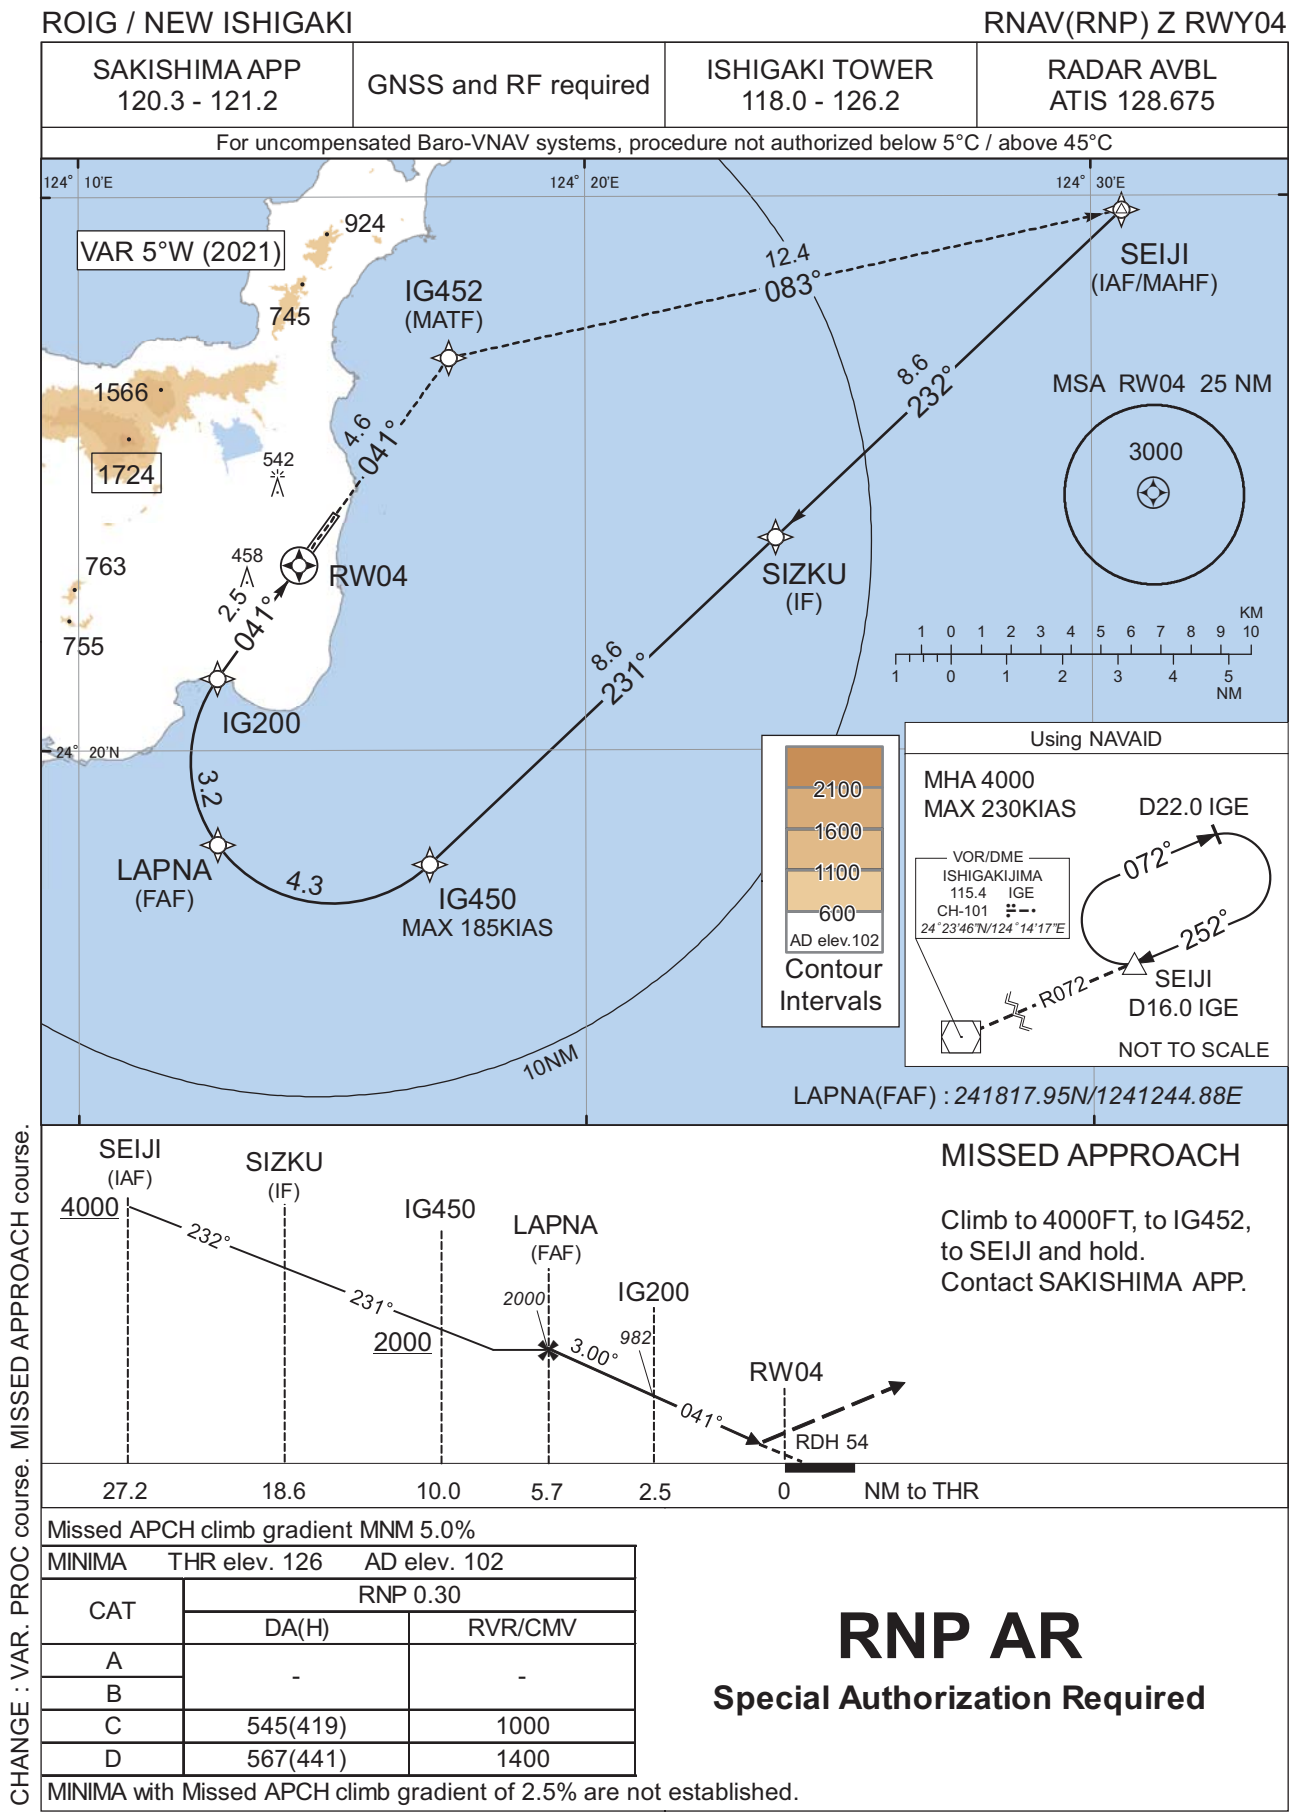 ROIG / NEW ISHIGAKI
RNAV(RNP) Z RWY04
SAKISHIMA APP
120.3 - 121.2
GNSS and RF required
ISHIGAKI TOWER
118.0 - 126.2
RADAR AVBL
ATIS 128.675
For uncompensated Baro-VNAV systems, procedure not authorized below 5°C / above 45°C
124° 10'E
124° 20'E
124° 30'E
VAR 5°W (2021)
924
745
1566
1724
542
763
755
458
IG452
(MATF)
12.4
083°
SEIJI
(IAF/MAHF)
8.6
232°
4.6
041°
MSA RW04 25 NM
3000
RW04
2.5
041°
SIZKU
(IF)
KM
1 0 1 2 3 4 5 6 7 8 9 10
1 0 1 2 3 4 5
NM
8.6
231°
IG200
24° 20'N
3.2
LAPNA
(FAF)
4.3
IG450
MAX 185KIAS
10NM
2100
1600
1100
600
AD elev.102
Contour
Intervals
Using NAVAID
MHA 4000
MAX 230KIAS
D22.0 IGE
072°
252°
VOR/DME
ISHIGAKIJIMA
115.4 IGE
CH-101
24°23'46"N/124°14'17"E
R072
SEIJI
D16.0 IGE
NOT TO SCALE
LAPNA(FAF) : 241817.95N/1241244.88E
SEIJI
(IAF)
4000
232°
SIZKU
(IF)
231°
IG450
2000
LAPNA
(FAF)
2000
3.00°
IG200
982
041°
RW04
RDH 54
27.2 18.6 10.0 5.7 2.5 0 NM to THR
MISSED APPROACH
Climb to 4000FT, to IG452,
to SEIJI and hold.
Contact SAKISHIMA APP.
Missed APCH climb gradient MNM 5.0%
MINIMA THR elev. 126 AD elev. 102
CAT
RNP 0.30
DA(H) RVR/CMV
A
B
- -
C 545(419) 1000
D 567(441) 1400
MINIMA with Missed APCH climb gradient of 2.5% are not established.
RNP AR
Special Authorization Required
CHANGE : VAR. PROC course. MISSED APPROACH course.